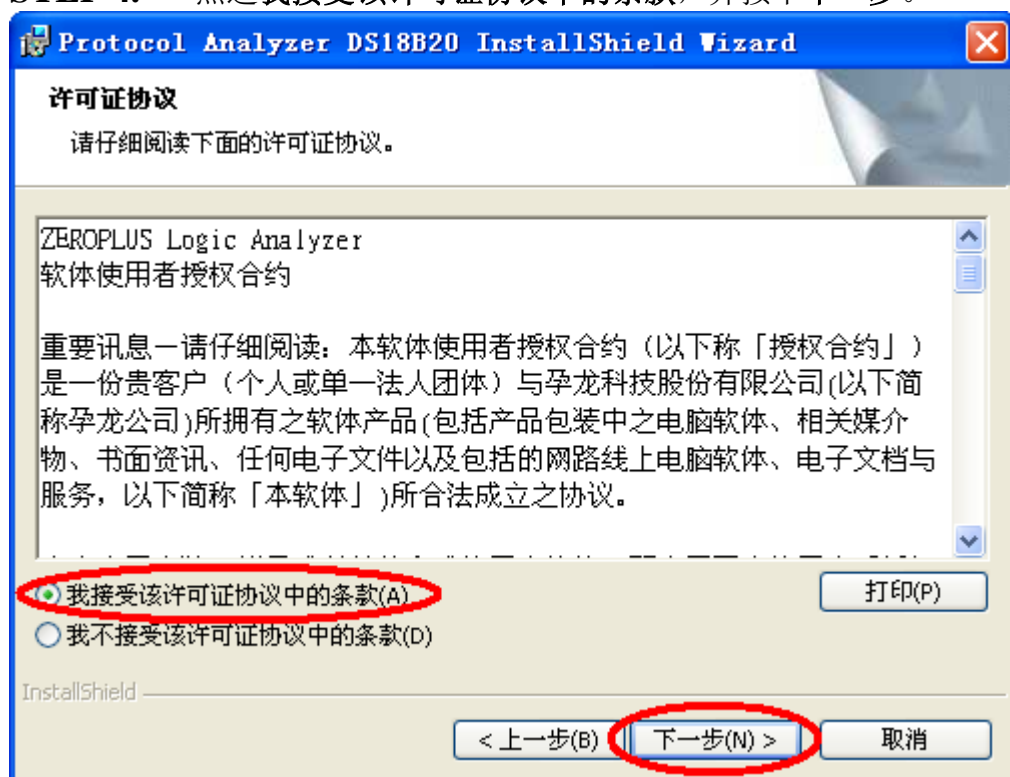 Protocol Analyzer DS18B20 InstallShield Wizard
许可证协议
请仔细阅读下面的许可证协议。
ZEROPLUS Logic Analyzer
软体使用者授权合约
重要讯息—请仔细阅读：本软体使用者授权合约（以下称「授权合约」）
是一份贵客户（个人或单一法人团体）与孕龙科技股份有限公司(以下简
称孕龙公司)所拥有之软体产品(包括产品包装中之电脑软体、相关媒介
物、书面资讯、任何电子文件以及包括的网路线上电脑软体、电子文档与
服务，以下简称「本软体」)所合法成立之协议。
我接受该许可证协议中的条款(A)
打印(P)
我不接受该许可证协议中的条款(D)
InstallShield
< 上一步(B)
下一步(N) >
取消